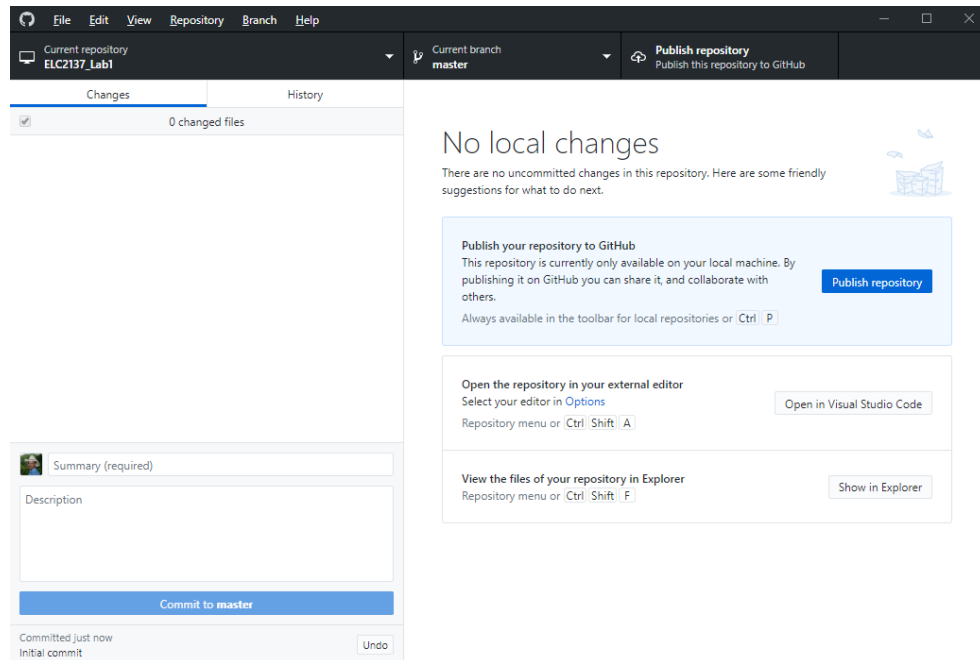 File Edit View Repository Branch Help
Current repository
ELC2137_Lab1
Current branch
master
Publish repository
Publish this repository to GitHub
Changes History
0 changed files
No local changes
There are no uncommitted changes in this repository. Here are some friendly
suggestions for what to do next.
Publish your repository to GitHub
This repository is currently only available on your local machine. By
publishing it on GitHub you can share it, and collaborate with
others.
Always available in the toolbar for local repositories or Ctrl P
Publish repository
Open the repository in your external editor
Select your editor in Options
Repository menu or Ctrl Shift A
Open in Visual Studio Code
View the files of your repository in Explorer
Repository menu or Ctrl Shift F
Show in Explorer
Summary (required)
Description
Commit to master
Committed just now
Initial commit
Undo